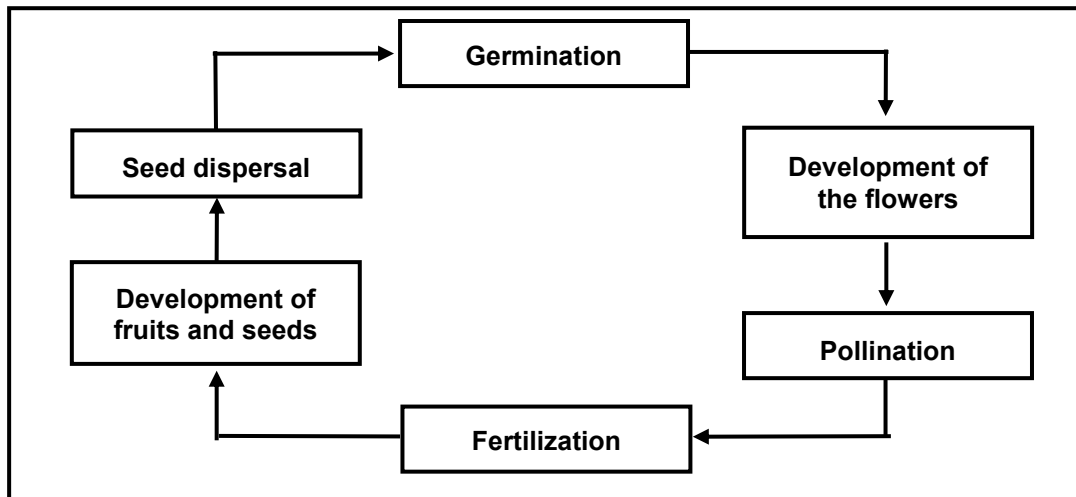 Germination
Development of
the flowers
Pollination
Fertilization
Development of
fruits and seeds
Seed dispersal